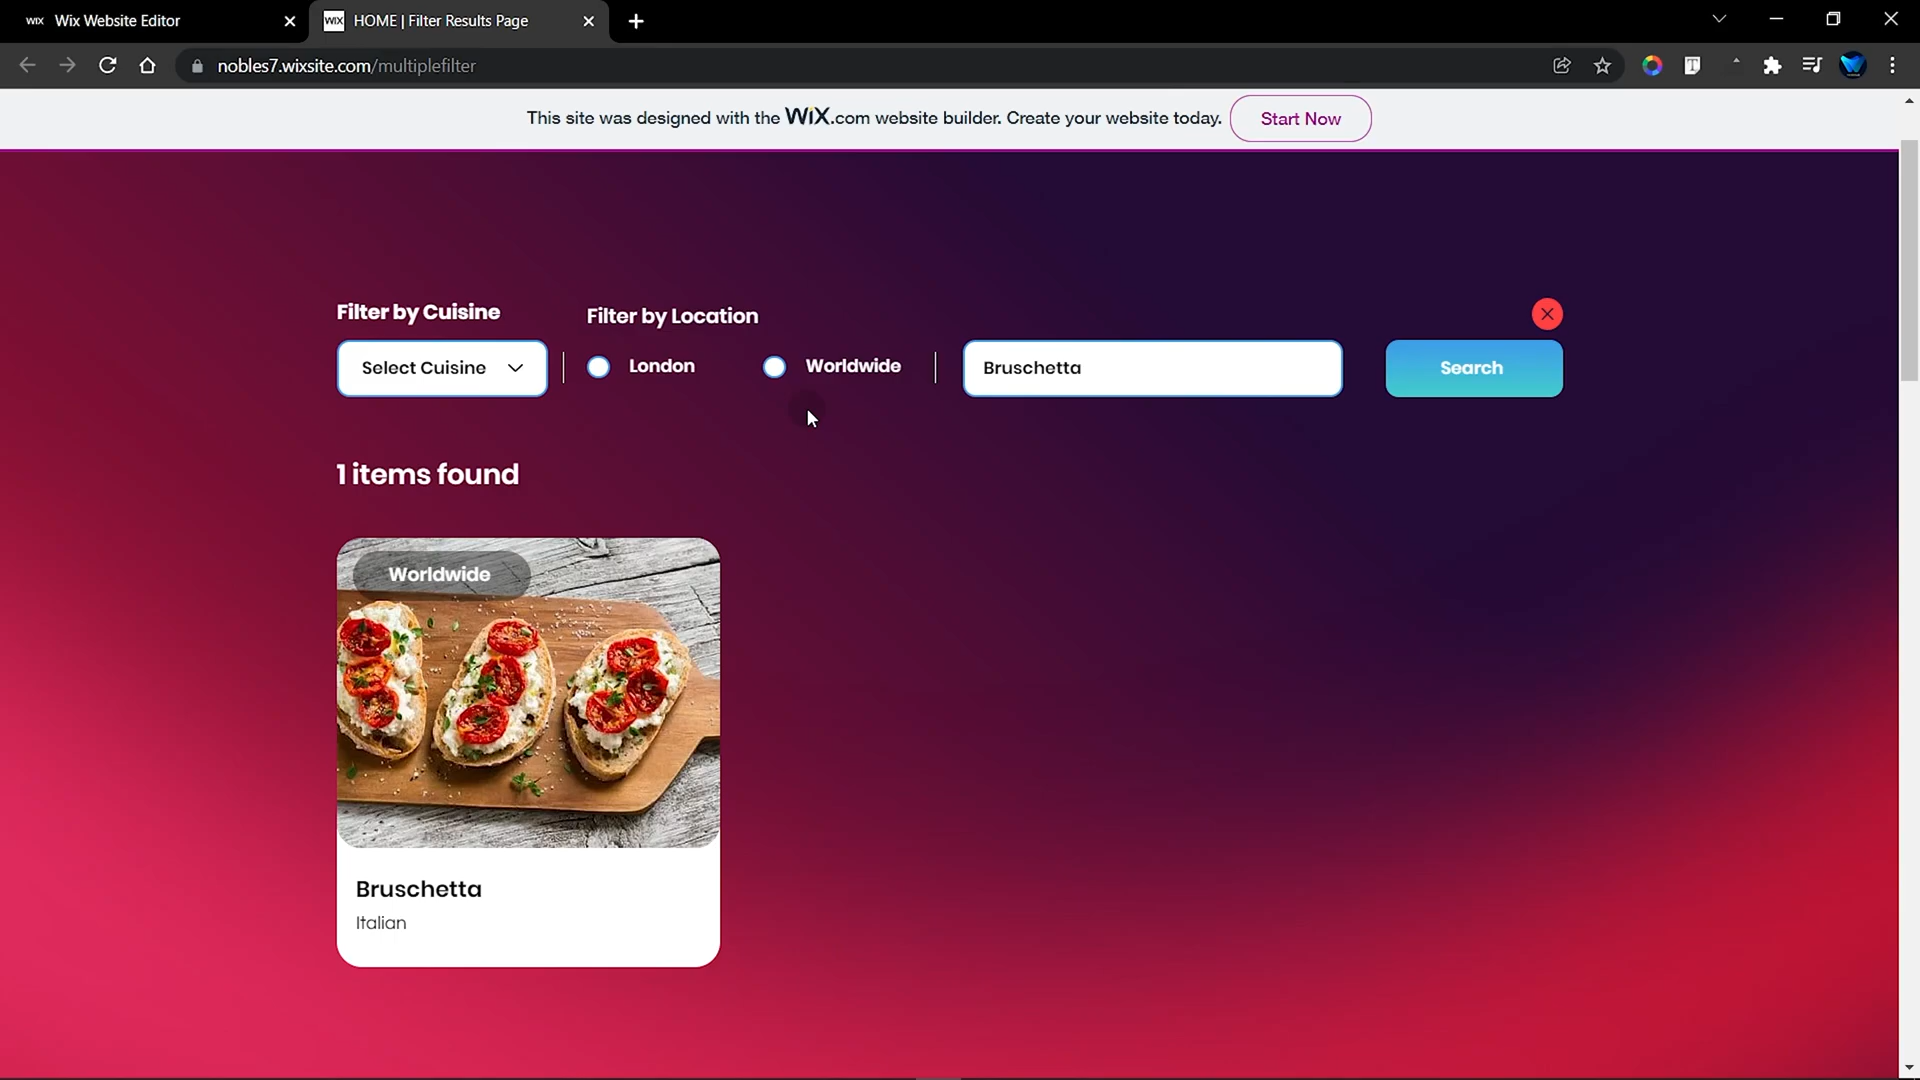 WIX Wix Website Editor
WIX HOME | Filter Results Page
nobles7.wixsite.com/multiplefilter
This site was designed with the WiX.com website builder. Create your website today. Start Now
Filter by Cuisine
Filter by Location
Select Cuisine
London
Worldwide
Bruschetta
Search
1 items found
Worldwide
Bruschetta
Italian